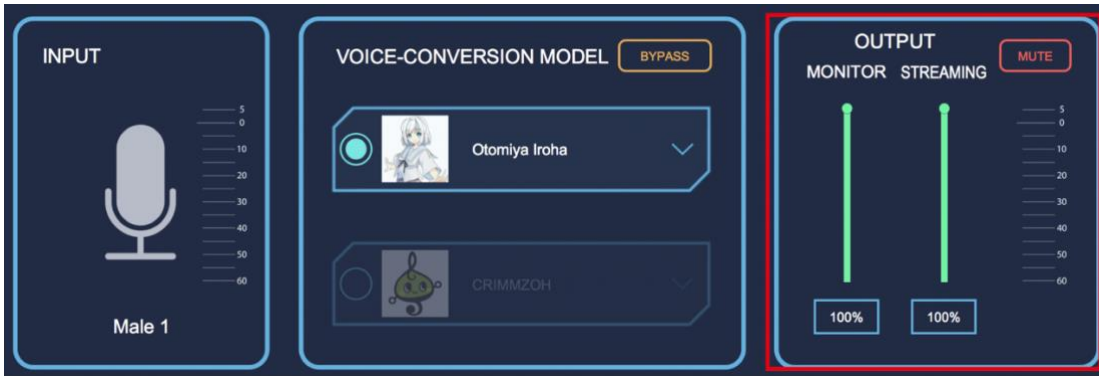 INPUT
5
0
10
20
30
40
50
60
Male 1
VOICE-CONVERSION MODEL
BYPASS
Otomiya Iroha
CRIMMZOH
OUTPUT
MUTE
MONITOR STREAMING
5
0
10
20
30
40
50
60
100% 100%